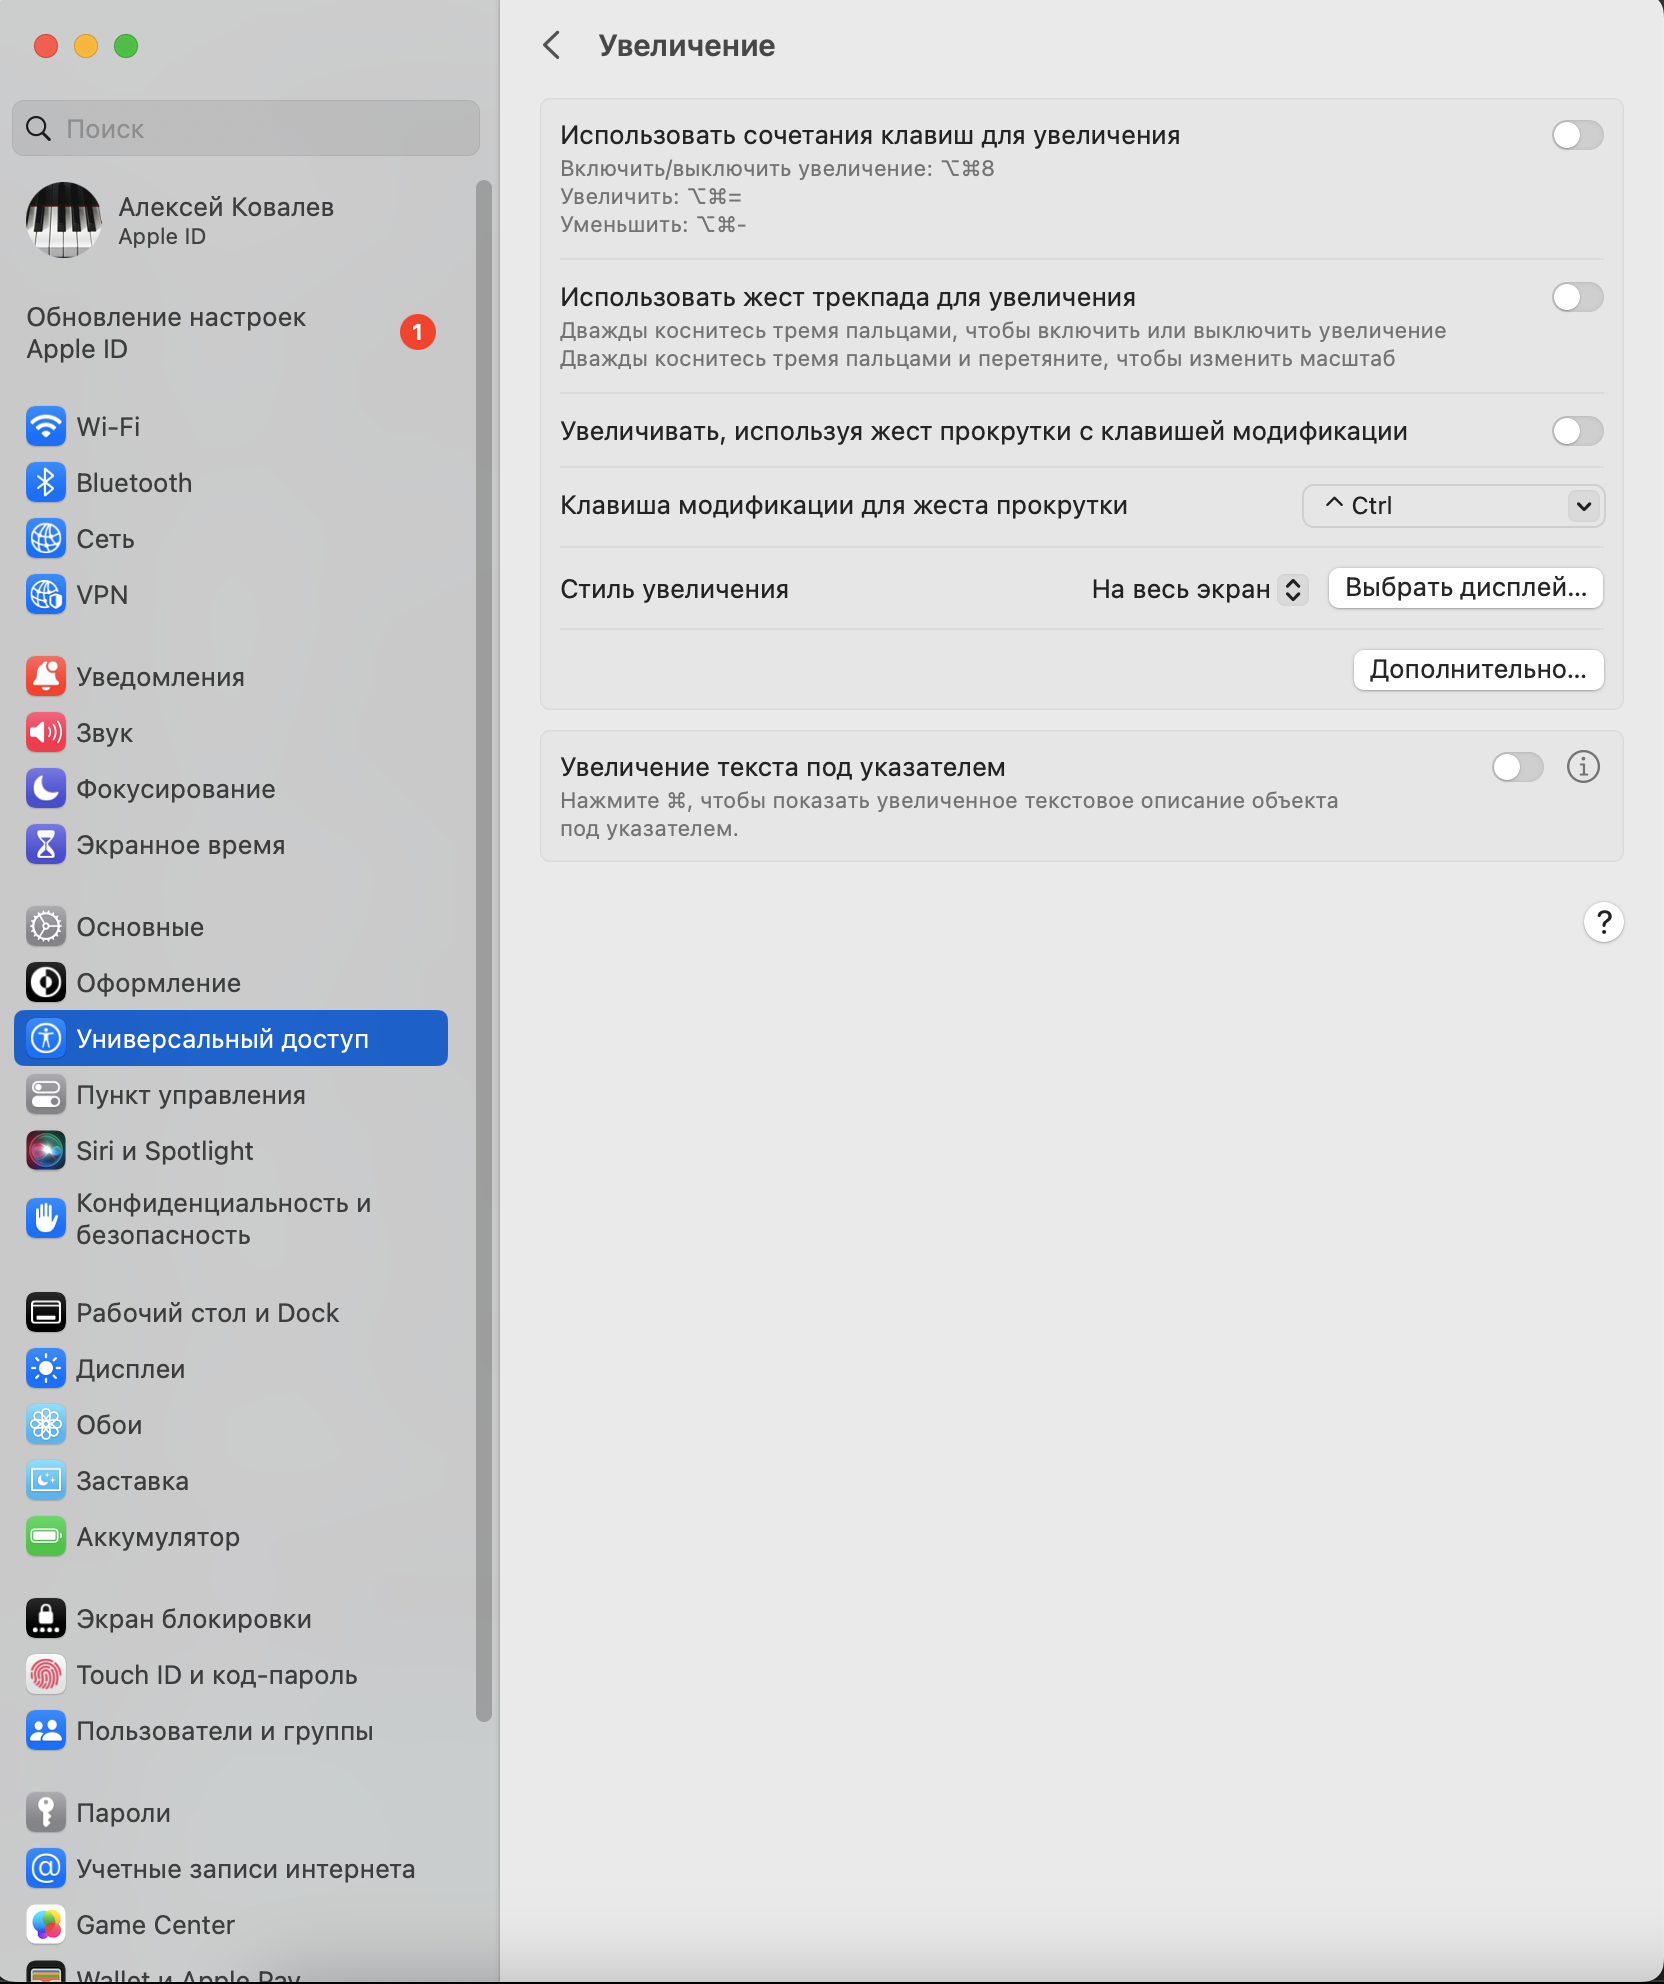 Поиск
Алексей Ковалев
Apple ID
Обновление настроек
Apple ID
1
Wi-Fi
Bluetooth
Сеть
VPN
Уведомления
Звук
Фокусирование
Экранное время
Основные
Оформление
Универсальный доступ
Пункт управления
Siri и Spotlight
Конфиденциальность и
безопасность
Рабочий стол и Dock
Дисплеи
Обои
Заставка
Аккумулятор
Экран блокировки
Touch ID и код-пароль
Пользователи и группы
Пароли
Учетные записи интернета
Game Center
Wallet и Apple Pay
Увеличение
Использовать сочетания клавиш для увеличения
Включить/выключить увеличение: ⌥⌘8
Увеличить: ⌥⌘=
Уменьшить: ⌥⌘-
Использовать жест трекпада для увеличения
Дважды коснитесь тремя пальцами, чтобы включить или выключить увеличение
Дважды коснитесь тремя пальцами и перетяните, чтобы изменить масштаб
Увеличивать, используя жест прокрутки с клавишей модификации
Клавиша модификации для жеста прокрутки
^ Ctrl
Стиль увеличения
На весь экран
Выбрать дисплей...
Дополнительно...
Увеличение текста под указателем
Нажмите ⌘, чтобы показать увеличенное текстовое описание объекта
под указателем.
?